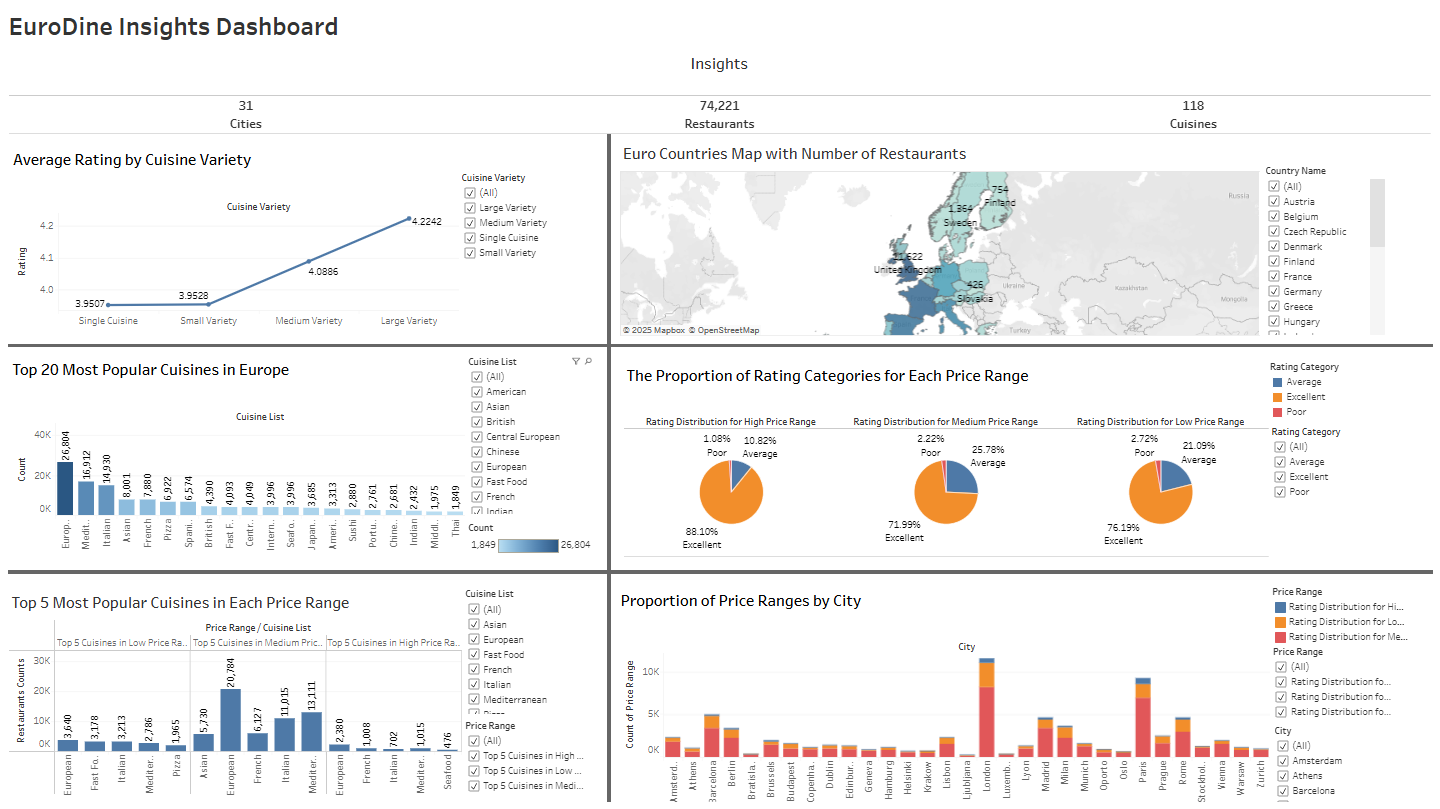 EuroDine Insights Dashboard
Insights
31
Cities
74,221
Restaurants
118
Cuisines
Average Rating by Cuisine Variety
Cuisine Variety
Rating
4.2
4.1
4.0
3.9507
3.9528
4.0886
4.2242
Single Cuisine
Small Variety
Medium Variety
Large Variety
Cuisine Variety
(All)
Large Variety
Medium Variety
Single Cuisine
Small Variety
Euro Countries Map with Number of Restaurants
754
Finland
1,364
Sweden
United Kingdom
426
Slovakia
Russia
Ukraine
Kazakhstan
Mongolia
Turkey
© 2025 Mapbox © OpenStreetMap
Country Name
(All)
Austria
Belgium
Czech Republic
Denmark
Finland
France
Germany
Greece
Hungary
Top 20 Most Popular Cuisines in Europe
Cuisine List
Count
40K
20K
0K
26,804
16,912
14,930
8,001
7,880
6,922
6,574
4,390
4,093
4,049
3,996
3,996
3,685
3,313
2,880
2,761
2,681
2,432
1,975
1,849
Europ..
Medit..
Italian
Asian
French
Pizza
Spani..
British
Fast F..
Centr..
Intern..
Seafo..
Japan..
Ameri..
Sushi
Portu..
Chine..
Indian
Middl..
Thai
Cuisine List
(All)
American
Asian
British
Central European
Chinese
European
Fast Food
French
Indian
Count
1,849
26,804
The Proportion of Rating Categories for Each Price Range
Rating Distribution for High Price Range
1.08%
Poor
10.82%
Average
88.10%
Excellent
Rating Distribution for Medium Price Range
2.22%
Poor
25.78%
Average
71.99%
Excellent
Rating Distribution for Low Price Range
2.72%
Poor
21.09%
Average
76.19%
Excellent
Rating Category
Average
Excellent
Poor
Rating Category
(All)
Average
Excellent
Poor
Top 5 Most Popular Cuisines in Each Price Range
Price Range / Cuisine List
Top 5 Cuisines in Low Price Ra..
Top 5 Cuisines in Medium Pric..
Top 5 Cuisines in High Price Ra..
Restaurants Counts
30K
20K
10K
0K
3,640
3,178
3,213
2,786
1,965
5,730
20,784
6,127
11,015
13,111
2,380
1,008
702
1,015
476
European
Fast Fo..
Italian
Mediter..
Pizza
Asian
European
French
Italian
Mediter..
European
French
Italian
Mediter..
Seafood
Cuisine List
(All)
Asian
European
Fast Food
French
Italian
Mediterranean
Price Range
(All)
Top 5 Cuisines in High ...
Top 5 Cuisines in Low ...
Top 5 Cuisines in Medi...
Proportion of Price Ranges by City
City
Count of Price Range
10K
5K
0K
Amsterd..
Athens
Barcelona
Berlin
Bratisla..
Brussels
Budapest
Copenha..
Dublin
Edinbur..
Geneva
Hamburg
Helsinki
Krakow
Lisbon
Ljubljana
London
Luxemb..
Lyon
Madrid
Milan
Munich
Oporto
Oslo
Paris
Prague
Rome
Stockhol..
Vienna
Warsaw
Zurich
Price Range
Rating Distribution for Hi...
Rating Distribution for Lo...
Rating Distribution for Me...
Price Range
(All)
Rating Distribution fo...
Rating Distribution fo...
Rating Distribution fo...
City
(All)
Amsterdam
Athens
Barcelona